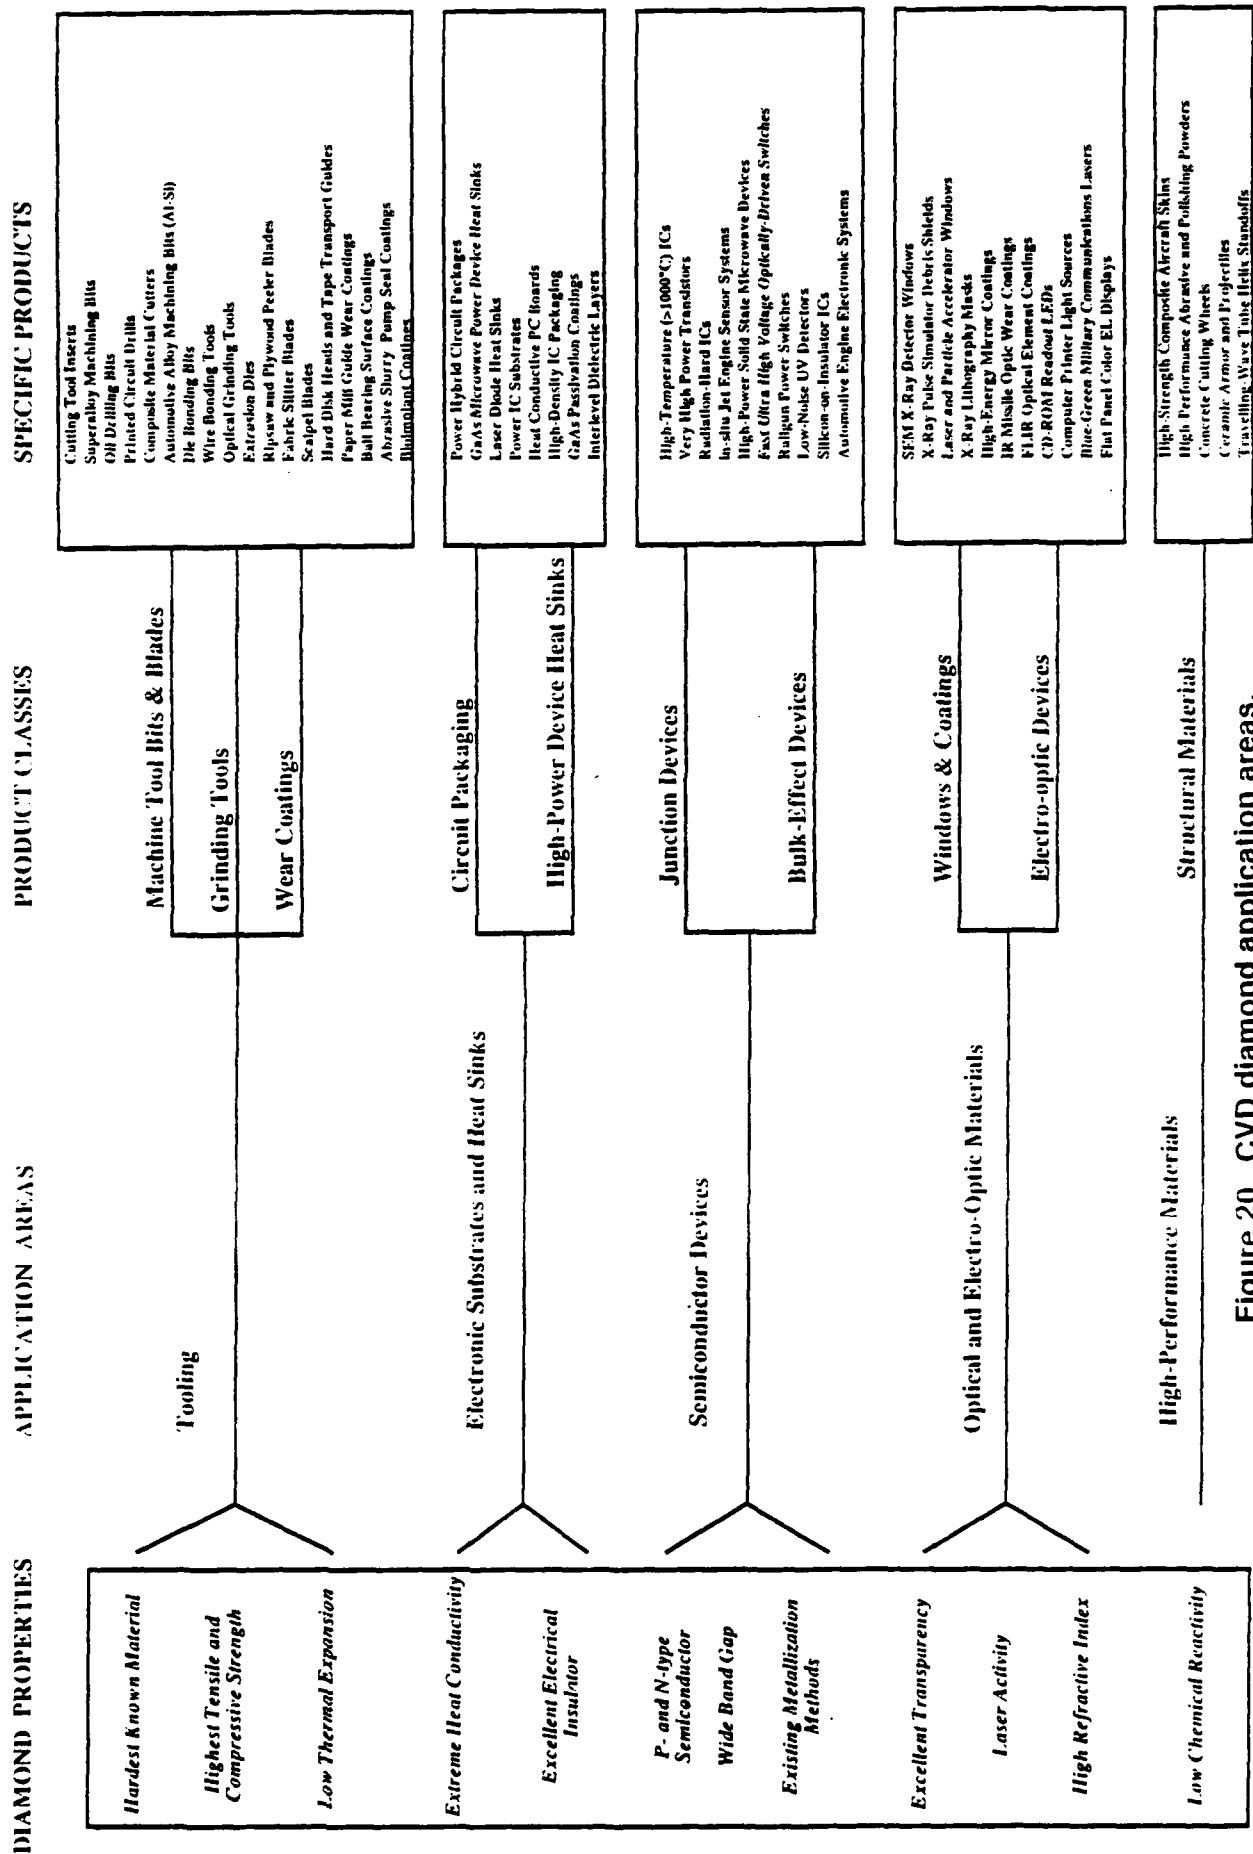 DIAMOND PROPERTIES
APPLICATION AREAS
PRODUCT CLASSES
SPECIFIC PRODUCTS
Hardest Known Material
Highest Tensile and
Compressive Strength
Low Thermal Expansion
Tooling
Machine Tool Bits & Blades
Grinding Tools
Wear Coatings
Cutting Tool Inserts
Superalloy Machining Bits
Oil Drilling Bits
Printed Circuit Drills
Composite Material Cutters
Automotive Alloy Machining Bits (Al-Si)
Die Bonding Bits
Wire Bonding Tools
Optical Grinding Tools
Extrusion Dies
Ripsaw and Plywood Peeler Blades
Fabric Slitter Blades
Scalpel Blades
Hard Disk Heads and Tape Transport Guides
Paper Mill Guide Wear Coatings
Ball Bearing Surface Coatings
Abrasive Slurry Pump Seal Coatings
Bioimplant Coatings
Extreme Heat Conductivity
Excellent Electrical
Insulator
Electronic Substrates and Heat Sinks
Circuit Packaging
High-Power Device Heat Sinks
Power Hybrid Circuit Packages
GaAs Microwave Power Device Heat Sinks
Laser Diode Heat Sinks
Power IC Substrates
Heat Conductive PC Boards
High-Density IC Packaging
GaAs Passivation Coatings
Interlevel Dielectric Layers
P- and N-type
Semiconductor
Wide Band Gap
Existing Metallization
Methods
Semiconductor Devices
Junction Devices
Bulk-Effect Devices
High-Temperature (>1000°C) ICs
Very High Power Transistors
Radiation-Hard ICs
In-situ Jet Engine Sensor Systems
High-Power Solid State Microwave Devices
Fast Ultra High Voltage Optically-Driven Switches
Railgun Power Switches
Low-Noise UV Detectors
Silicon-on-Insulator ICs
Automotive Engine Electronic Systems
Excellent Transparency
Laser Activity
High Refractive Index
Optical and Electro-Optic Materials
Windows & Coatings
Electro-optic Devices
SEM X-Ray Detector Windows
X-Ray Pulse Simulator Debris Shields
Laser and Particle Accelerator Windows
X-Ray Lithography Masks
High-Energy Mirror Coatings
IR Missile Optic Wear Coatings
FLIR Optical Element Coatings
CD-ROM Readout LEDs
Computer Printer Light Sources
Blue-Green Military Communications Lasers
Flat Panel Color EL Displays
Low Chemical Reactivity
High-Performance Materials
Structural Materials
High-Strength Composite Aircraft Skins
High Performance Abrasive and Polishing Powders
Concrete Cutting Wheels
Ceramic Armor and Projectiles
Travelling-Wave Tube Helix Standoffs
Figure 20 CVD diamond application areas.